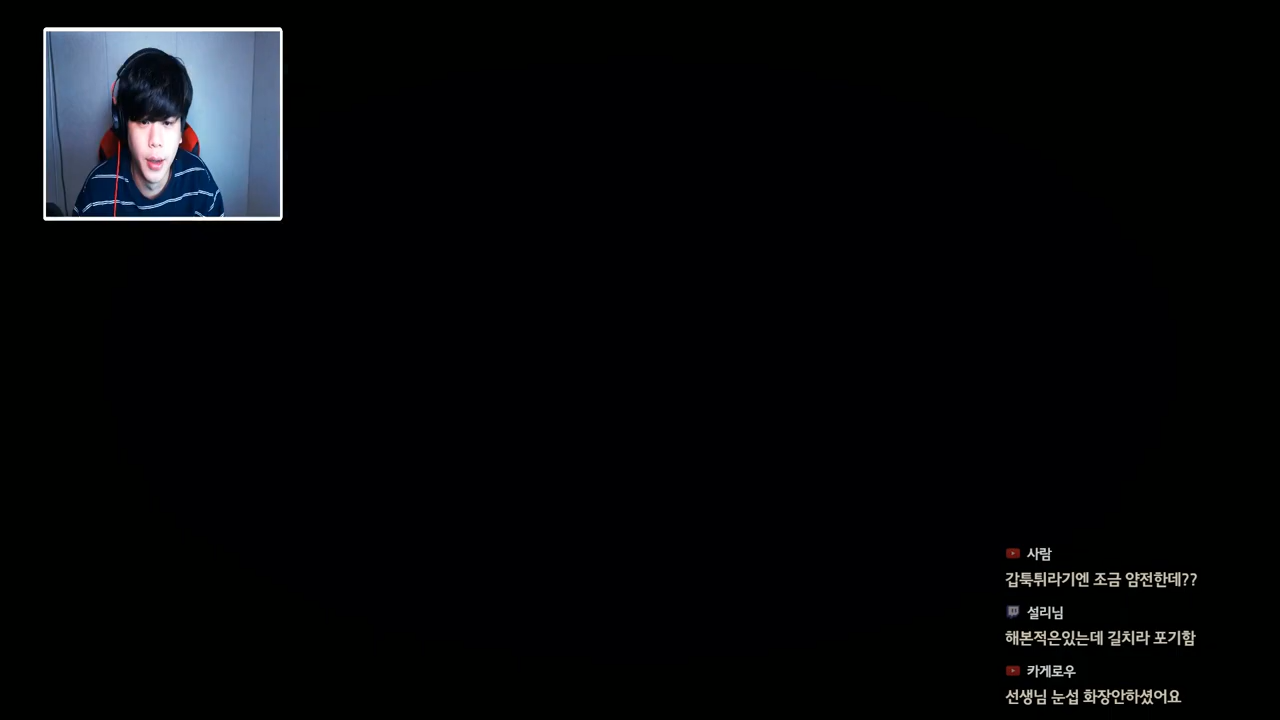 사람
갑툭튀라기엔 조금 얌전한데??
설리님
해본적은있는데 길치라 포기함
카게로우
선생님 눈섭 화장안하셨어요